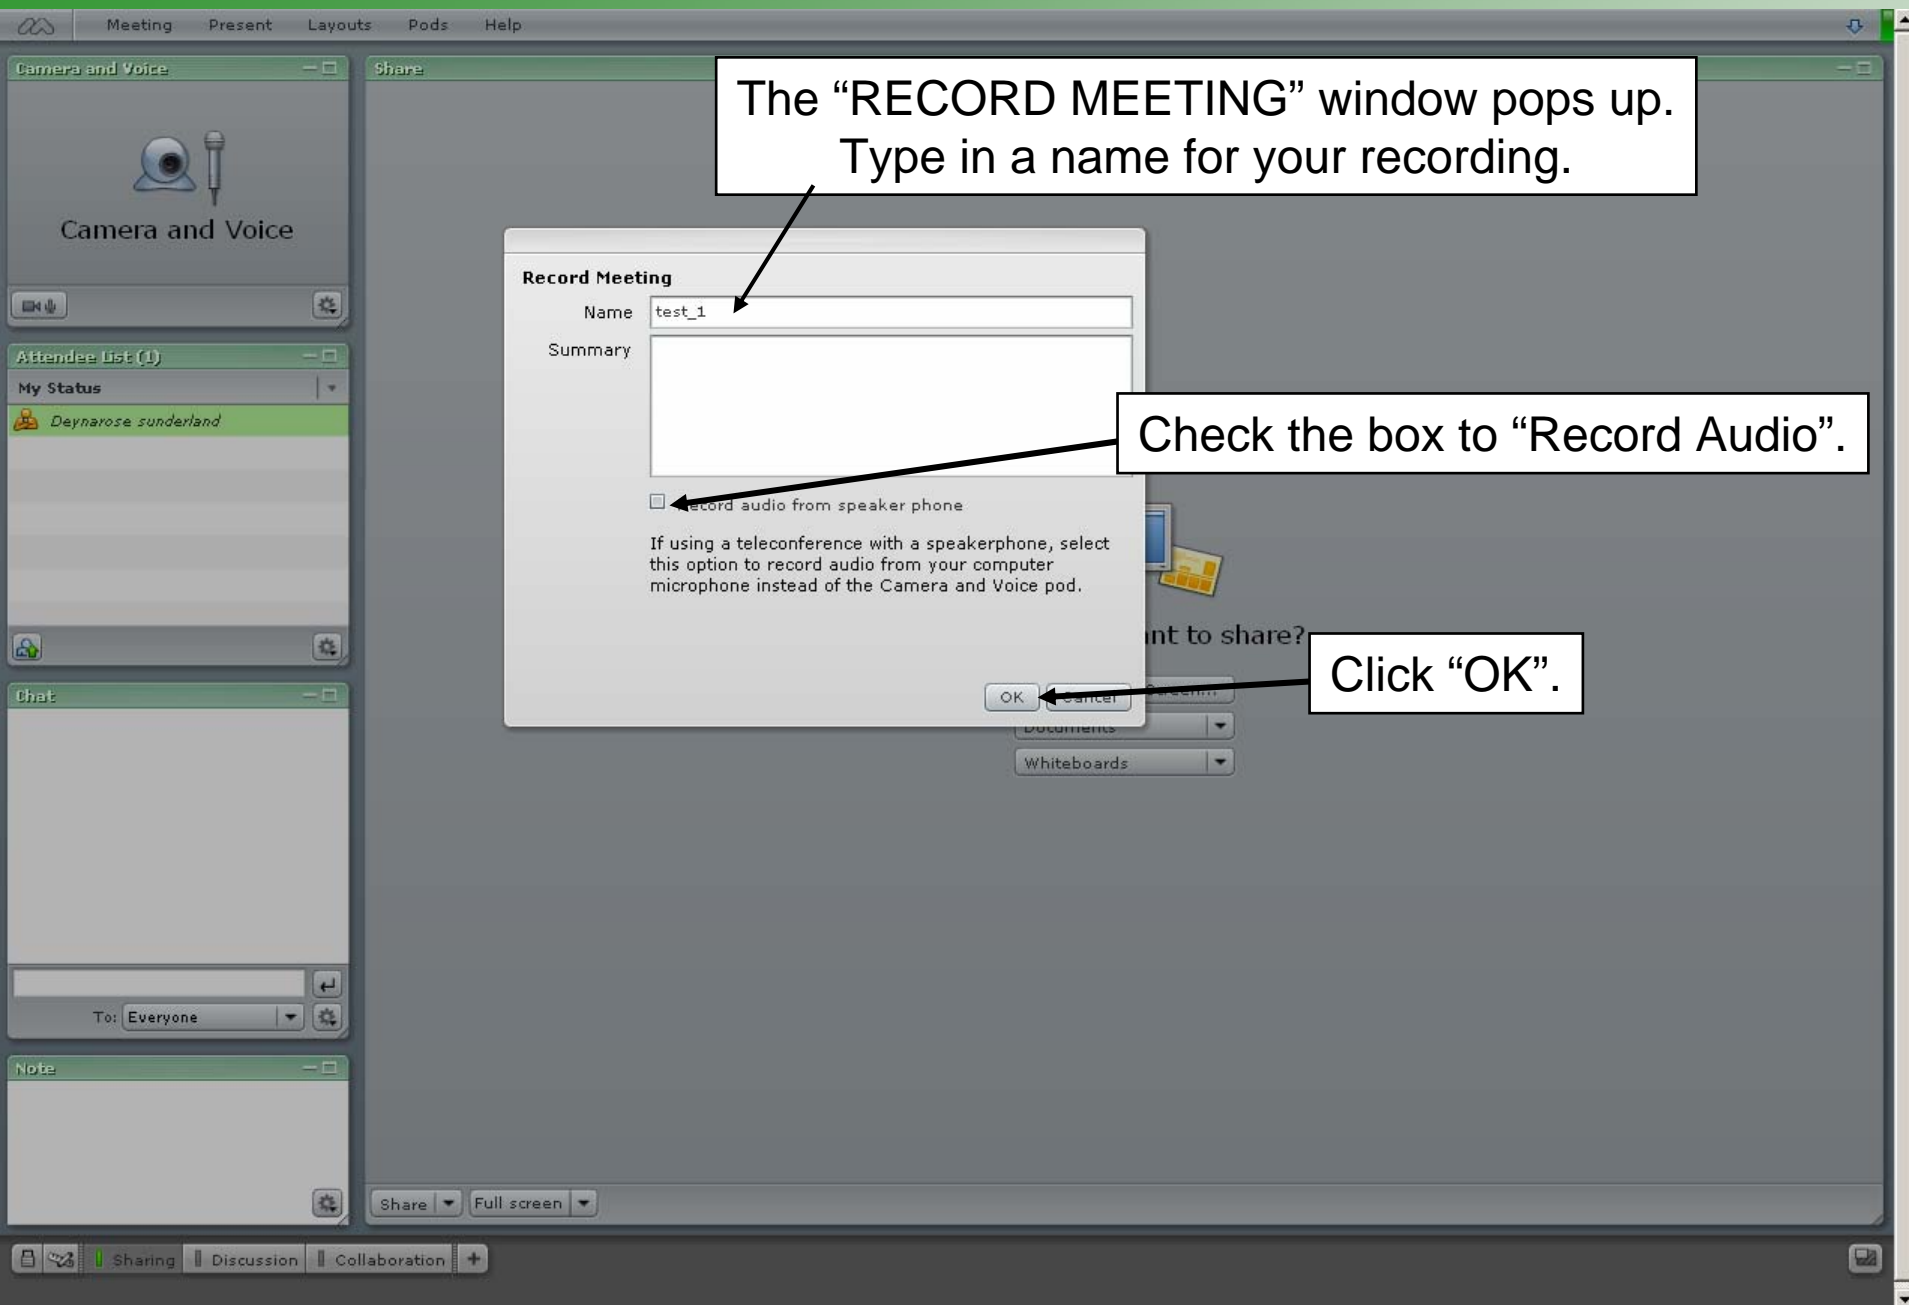 Meeting Present Layouts Pods Help
Camera and Voice
Share
The “RECORD MEETING” window pops up.
Type in a name for your recording.
Camera and Voice
Record Meeting
Name test_1
Summary
Attendee List (1)
My Status
Deynarose sunderland
Check the box to “Record Audio”.
Record audio from speaker phone
If using a teleconference with a speakerphone, select
this option to record audio from your computer
microphone instead of the Camera and Voice pod.
to share?
Click “OK”.
OK Cancel
Chat
Documents
Whiteboards
To: Everyone
Note
Share Full screen
Sharing Discussion Collaboration +